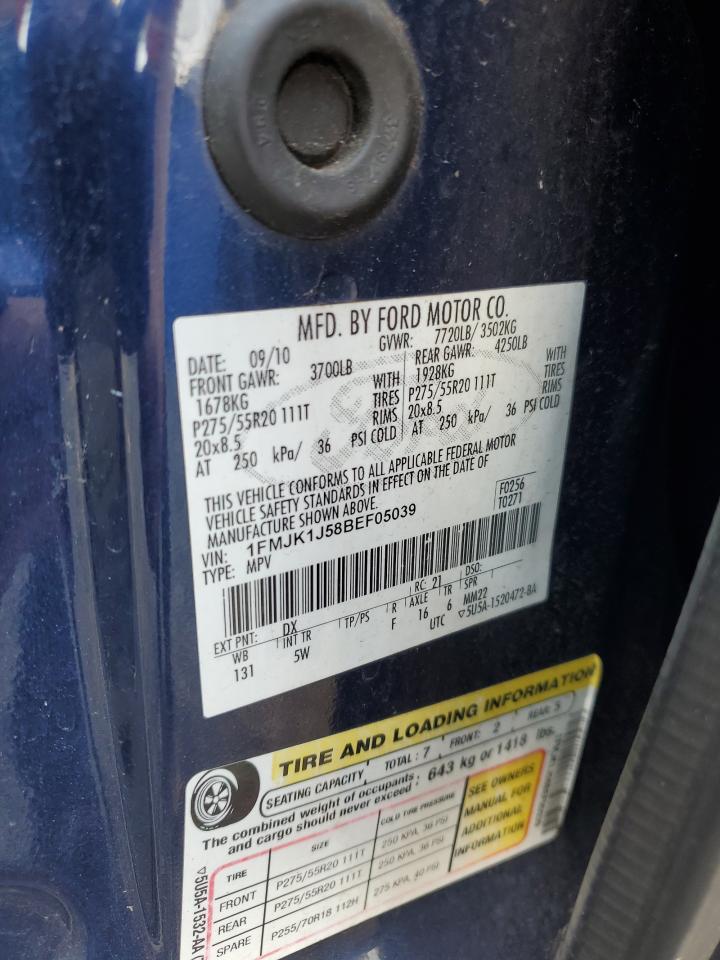 MFD. BY FORD MOTOR CO.
DATE: 09/10 GVWR: 7720LB/ 3502KG
FRONT GAWR: 3700LB REAR GAWR: 4250LB
1678KG WITH 1928KG WITH
P275/55R20 111T TIRES P275/55R20 111T TIRES
20x8.5 RIMS 20x8.5 RIMS
AT 250 kPa/ 36 PSI COLD AT 250 kPa/ 36 PSI COLD
THIS VEHICLE CONFORMS TO ALL APPLICABLE FEDERAL MOTOR
VEHICLE SAFETY STANDARDS IN EFFECT ON THE DATE OF
MANUFACTURE SHOWN ABOVE.
F0256
T0271
VIN: 1FMJK1J58BEF05039
TYPE: MPV
EXT PNT: DX RC: 21 DSO:
WB INT TR TP/PS R AXLE TR SPR
131 5W F 16 6 MM22
UTC ▽5U5A-1520472-BA
TIRE AND LOADING INFORMATION
SEATING CAPACITY TOTAL: 7 FRONT: 2 REAR: 5
The combined weight of occupants
and cargo should never exceed: 643 kg or 1418 lbs.
TIRE SIZE COLD TIRE PRESSURE
FRONT P275/55R20 111T 250 KPA, 36 PSI
REAR P275/55R20 111T 250 KPA, 36 PSI
SPARE P255/70R18 112H 275 KPA, 40 PSI
SEE OWNERS
MANUAL FOR
ADDITIONAL
INFORMATION
▽5U5A-1532-AA